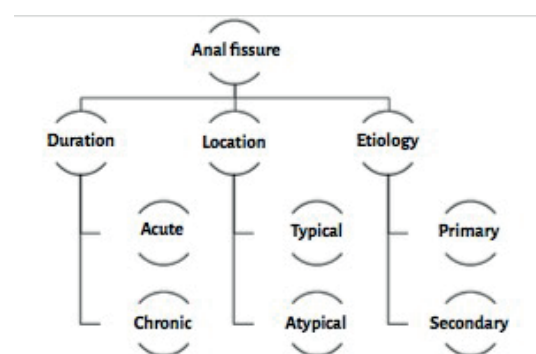 Anal fissure
Duration
Location
Etiology
Acute
Typical
Primary
Chronic
Atypical
Secondary